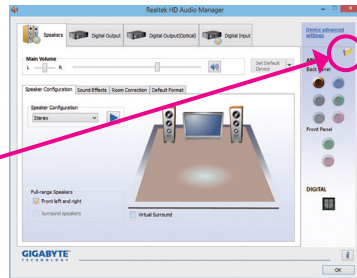 Realtek HD Audio Manager
Speakers
Digital Output
Digital Output(Optical)
Digital Input
Device advanced
settings
Main Volume
L
R
Set Default
Device
AN
Back Panel
Speaker Configuration
Sound Effects
Room Correction
Default Format
Speaker Configuration
Stereo
Front Panel
Full-range Speakers
Front left and right
Surround speakers
Virtual Surround
DIGITAL
GIGABYTE
TECHNOLOGY
OK